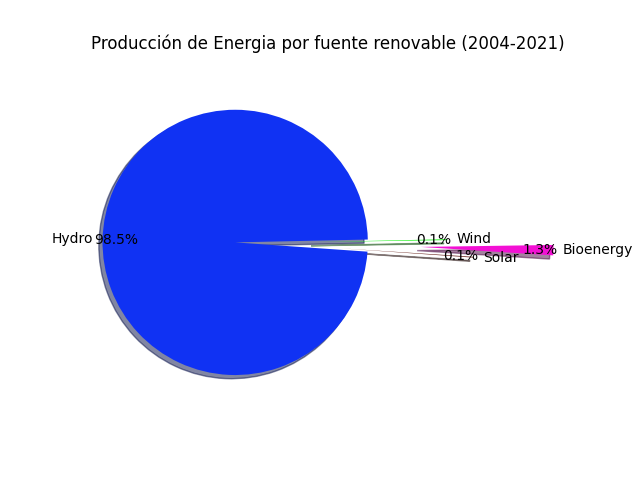 Producción de Energia por fuente renovable (2004-2021)
Hydro
98.5%
0.1%
Wind
1.3%
Bioenergy
0.1%
Solar